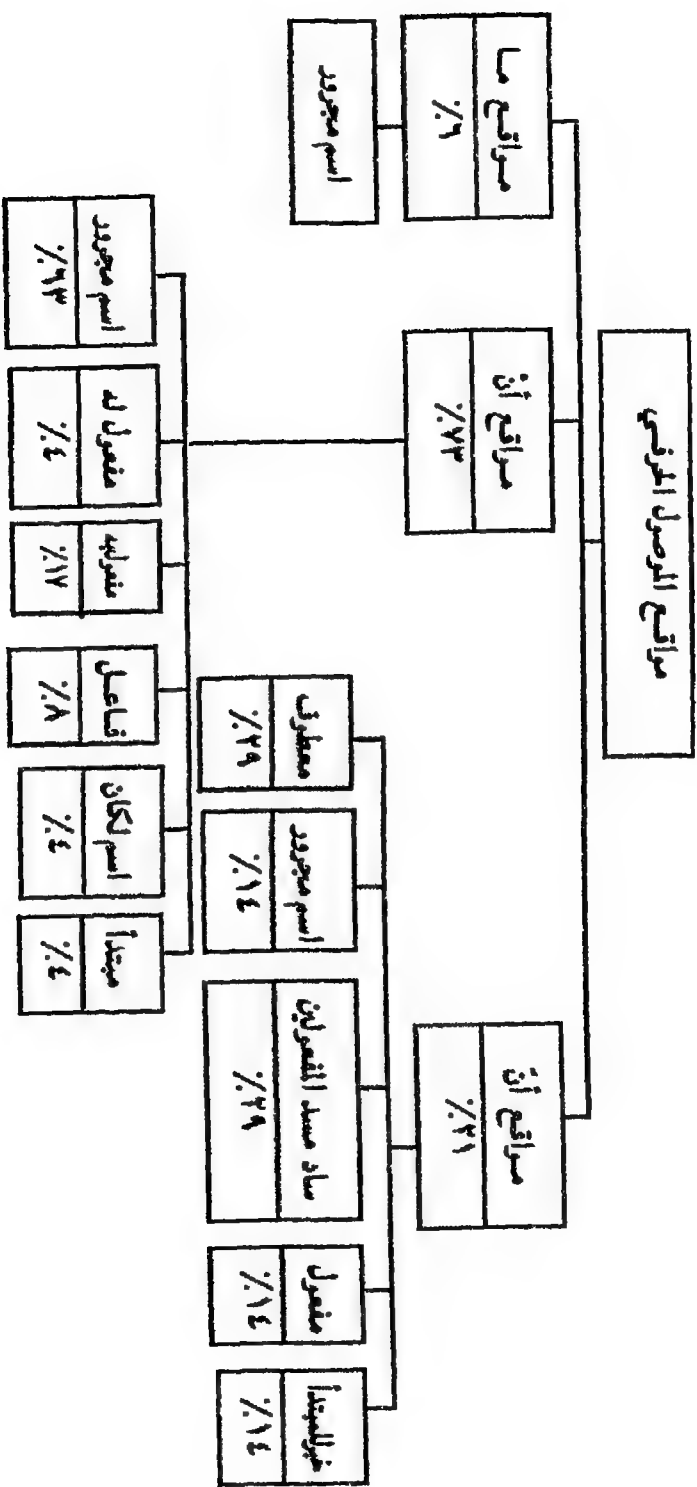 مواقع الموصول الحرفي
مواقع أنّ
٪٢١
مواقع أنْ
٪٧٣
مواقع ما
٪٦
اسم مجرور
خبر للمبتدأ
٪١٤
مفعول
٪١٤
ساد مسد المفعولين
٪٢٩
اسم مجرور
٪١٤
معطوف
٪٢٩
مبتدأ
٪٤
اسم لكان
٪٤
فاعل
٪٨
مفعول به
٪١٧
مفعول له
٪٤
اسم مجرور
٪٦٣